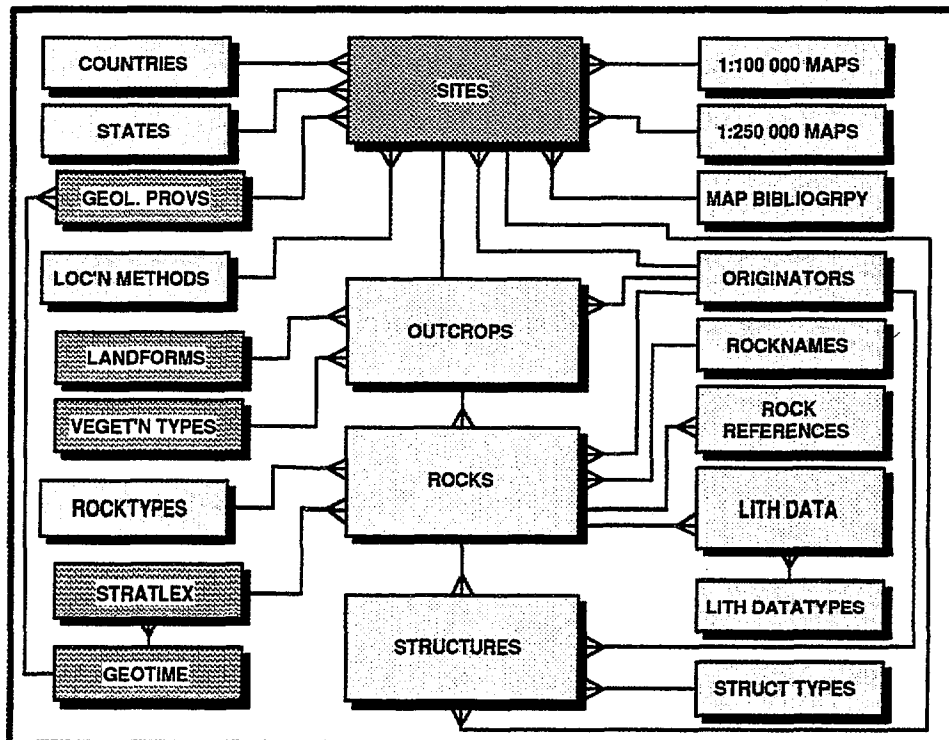 COUNTRIES
SITES
1:100 000 MAPS
STATES
1:250 000 MAPS
GEOL. PROVS
MAP BIBLIOGRPY
LOC'N METHODS
ORIGINATORS
OUTCROPS
LANDFORMS
ROCKNAMES
VEGET'N TYPES
ROCK
REFERENCES
ROCKS
ROCKTYPES
LITH DATA
STRATLEX
LITH DATATYPES
STRUCTURES
GEOTIME
STRUCT TYPES